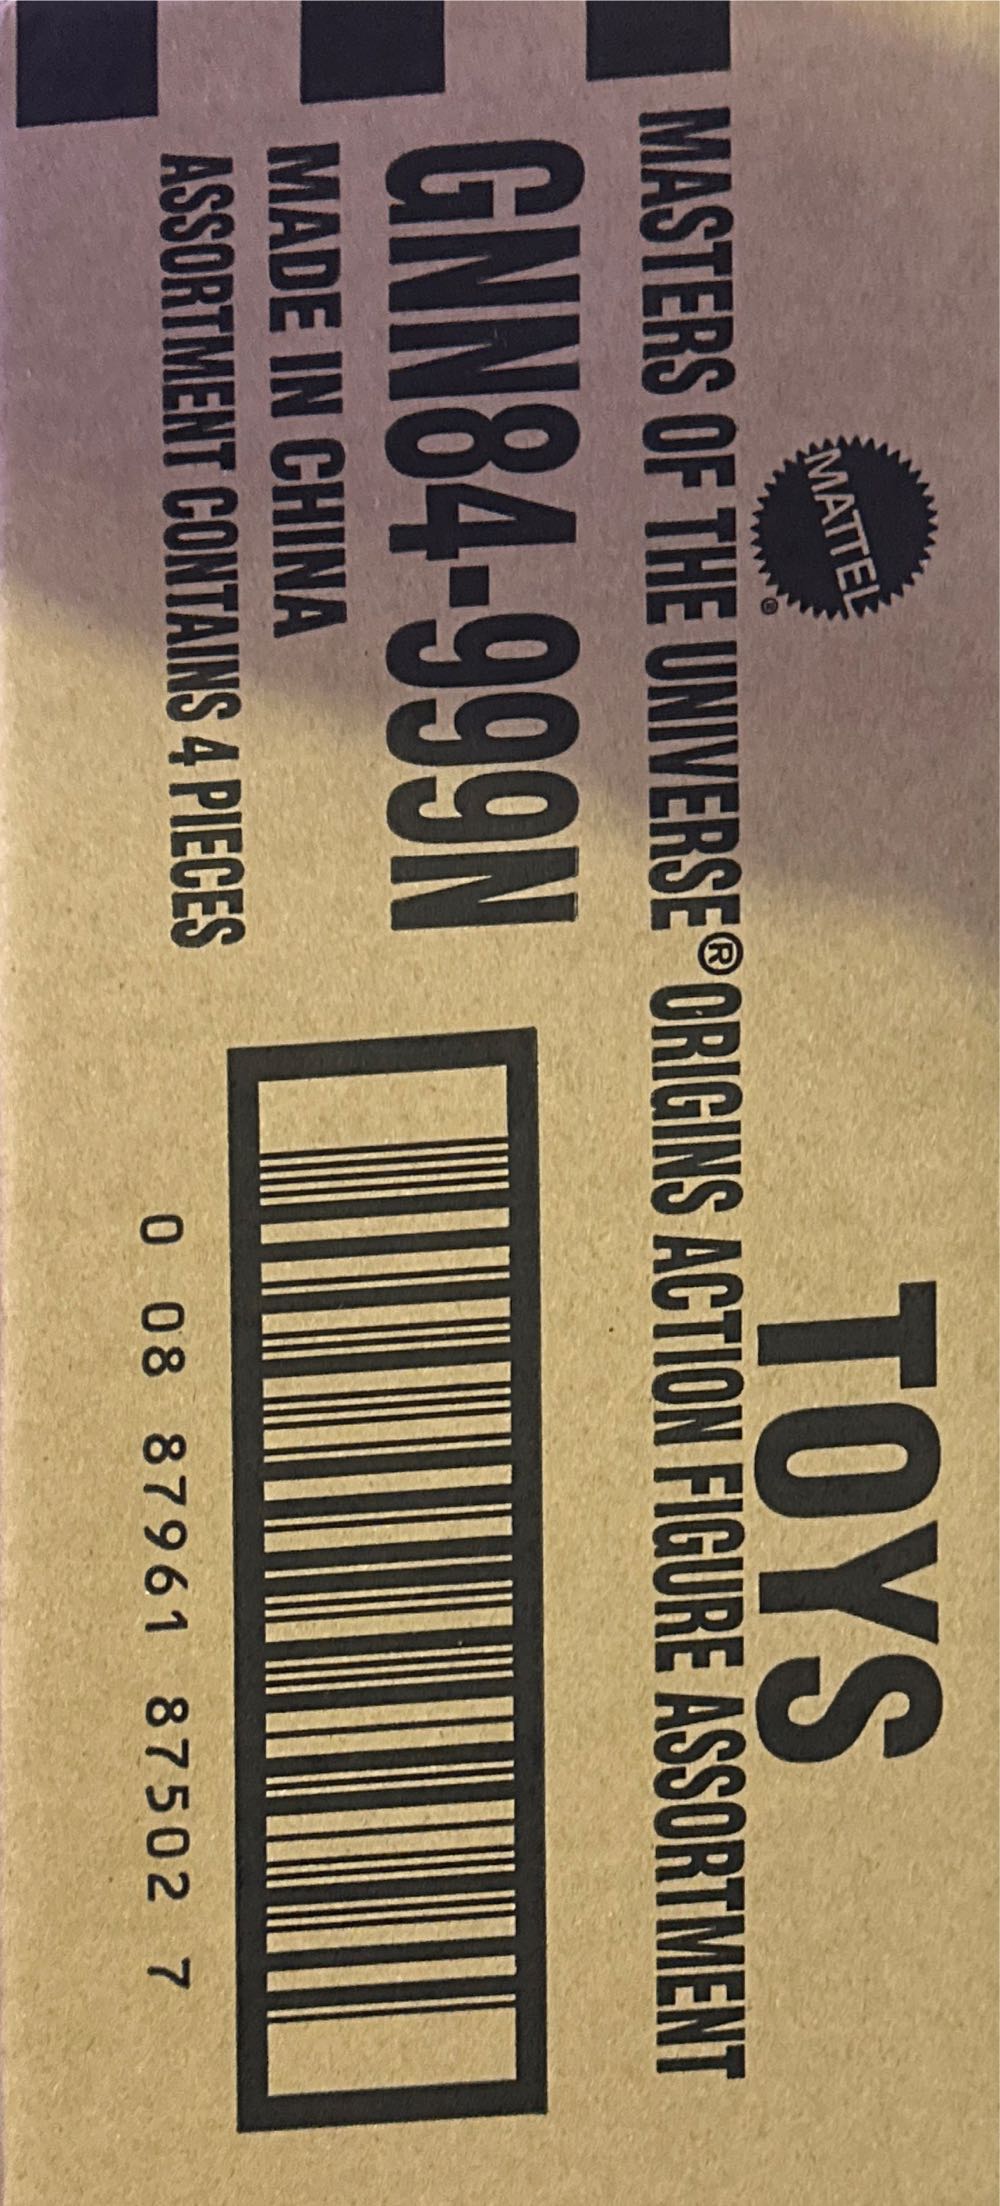 MATTEL ®
TOYS
MASTERS OF THE UNIVERSE® ORIGINS ACTION FIGURE ASSORTMENT
GNN84-999N
MADE IN CHINA
ASSORTMENT CONTAINS 4 PIECES
0 08 87961 87502 7